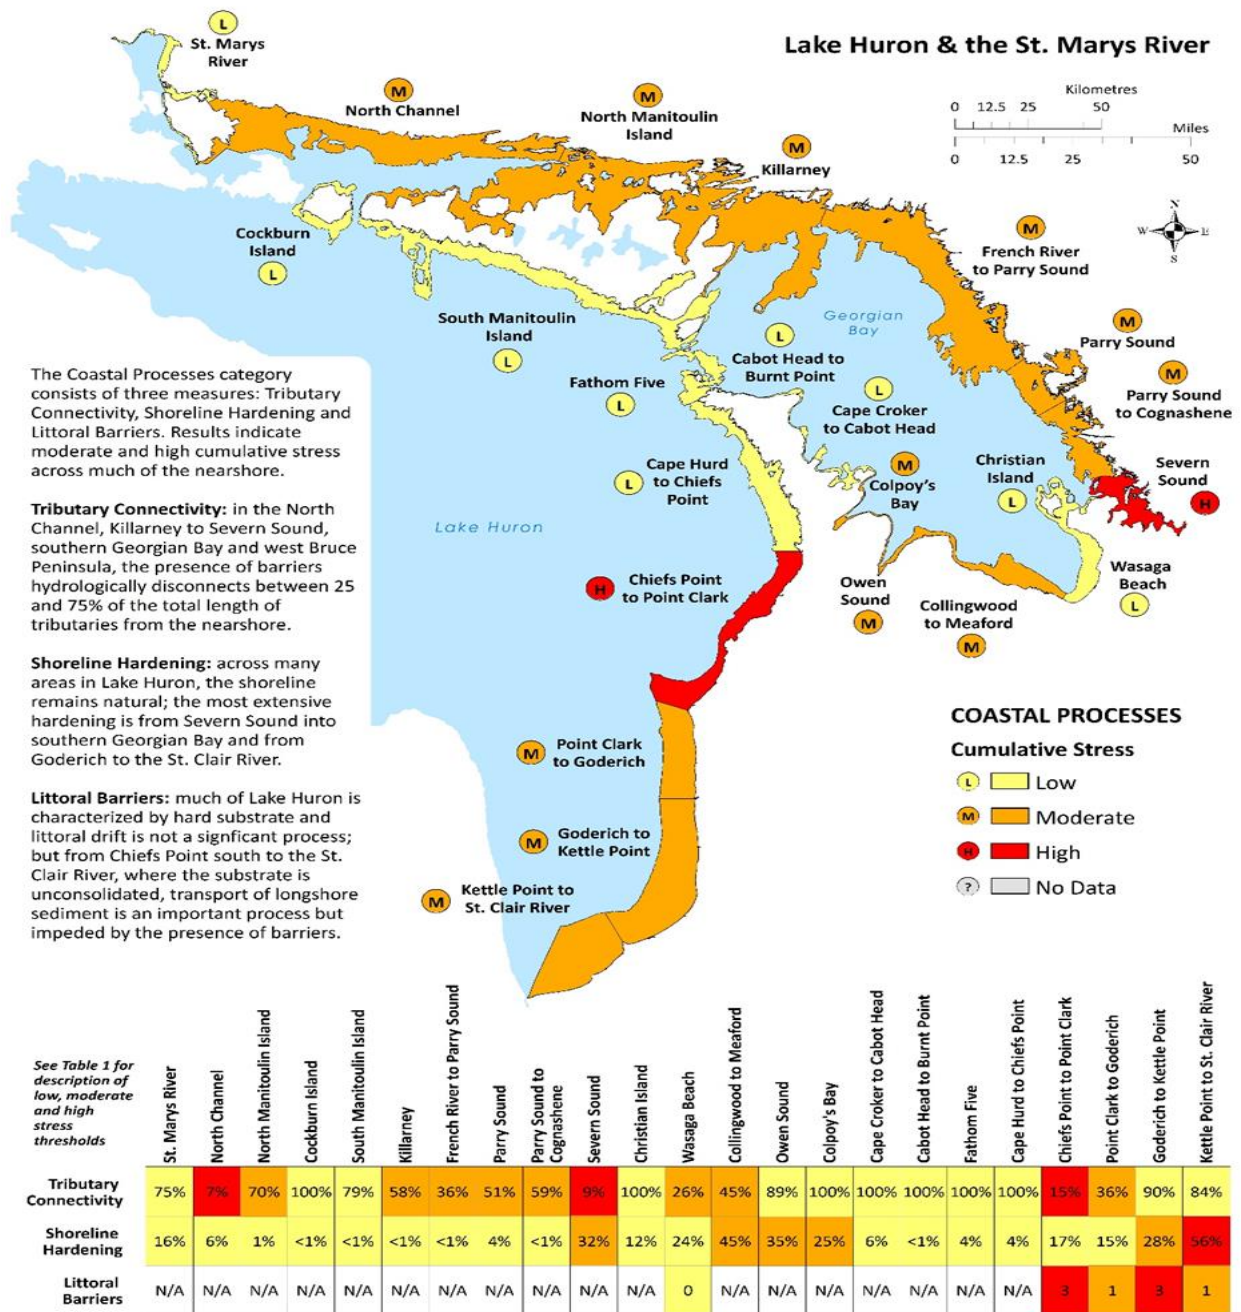 Lake Huron & the St. Marys River
Kilometres
0 12.5 25 50
Miles
0 12.5 25 50
N
W E
S
L
St. Marys
River
M
North Channel
M
North Manitoulin
Island
M
Killarney
M
French River
to Parry Sound
Cockburn
Island
L
South Manitoulin
Island
L
Georgian
Bay
L
Cabot Head to
Burnt Point
M
Parry Sound
M
Parry Sound
to Cognashene
Fathom Five
L
L
Cape Croker
to Cabot Head
Cape Hurd
to Chiefs
Point
L
M
Colpoy's
Bay
Christian
Island
L
Severn
Sound
H
Lake Huron
H
Chiefs Point
to Point Clark
Owen
Sound
M
Collingwood
to Meaford
M
Wasaga
Beach
L
M
Point Clark
to Goderich
M
Goderich to
Kettle Point
M
Kettle Point to
St. Clair River
The Coastal Processes category
consists of three measures: Tributary
Connectivity, Shoreline Hardening and
Littoral Barriers. Results indicate
moderate and high cumulative stress
across much of the nearshore.
Tributary Connectivity: in the North
Channel, Killarney to Severn Sound,
southern Georgian Bay and west Bruce
Peninsula, the presence of barriers
hydrologically disconnects between 25
and 75% of the total length of
tributaries from the nearshore.
Shoreline Hardening: across many
areas in Lake Huron, the shoreline
remains natural; the most extensive
hardening is from Severn Sound into
southern Georgian Bay and from
Goderich to the St. Clair River.
Littoral Barriers: much of Lake Huron is
characterized by hard substrate and
littoral drift is not a signficant process;
but from Chiefs Point south to the St.
Clair River, where the substrate is
unconsolidated, transport of longshore
sediment is an important process but
impeded by the presence of barriers.
COASTAL PROCESSES
Cumulative Stress
L Low
M Moderate
H High
? No Data
See Table 1 for
description of
low, moderate
and high
stress
thresholds
St. Marys River
North Channel
North Manitoulin Island
Cockburn Island
South Manitoulin Island
Killarney
French River to Parry Sound
Parry Sound
Parry Sound to
Cognashene
Severn Sound
Christian Island
Wasaga Beach
Collingwood to Meaford
Owen Sound
Colpoy's Bay
Cape Croker to Cabot Head
Cabot Head to Burnt Point
Fathom Five
Cape Hurd to Chiefs Point
Chiefs Point to Point Clark
Point Clark to Goderich
Goderich to Kettle Point
Kettle Point to St. Clair River
Tributary
Connectivity
75% 7% 70% 100% 79% 58% 36% 51% 59% 9% 100% 26% 45% 89% 100% 100% 100% 100% 100% 15% 36% 90% 84%
Shoreline
Hardening
16% 6% 1% <1% <1% <1% <1% 4% <1% 32% 12% 24% 45% 35% 25% 6% <1% 4% 4% 17% 15% 28% 56%
Littoral
Barriers
N/A N/A N/A N/A N/A N/A N/A N/A N/A N/A N/A 0 N/A N/A N/A N/A N/A N/A N/A 3 1 3 1